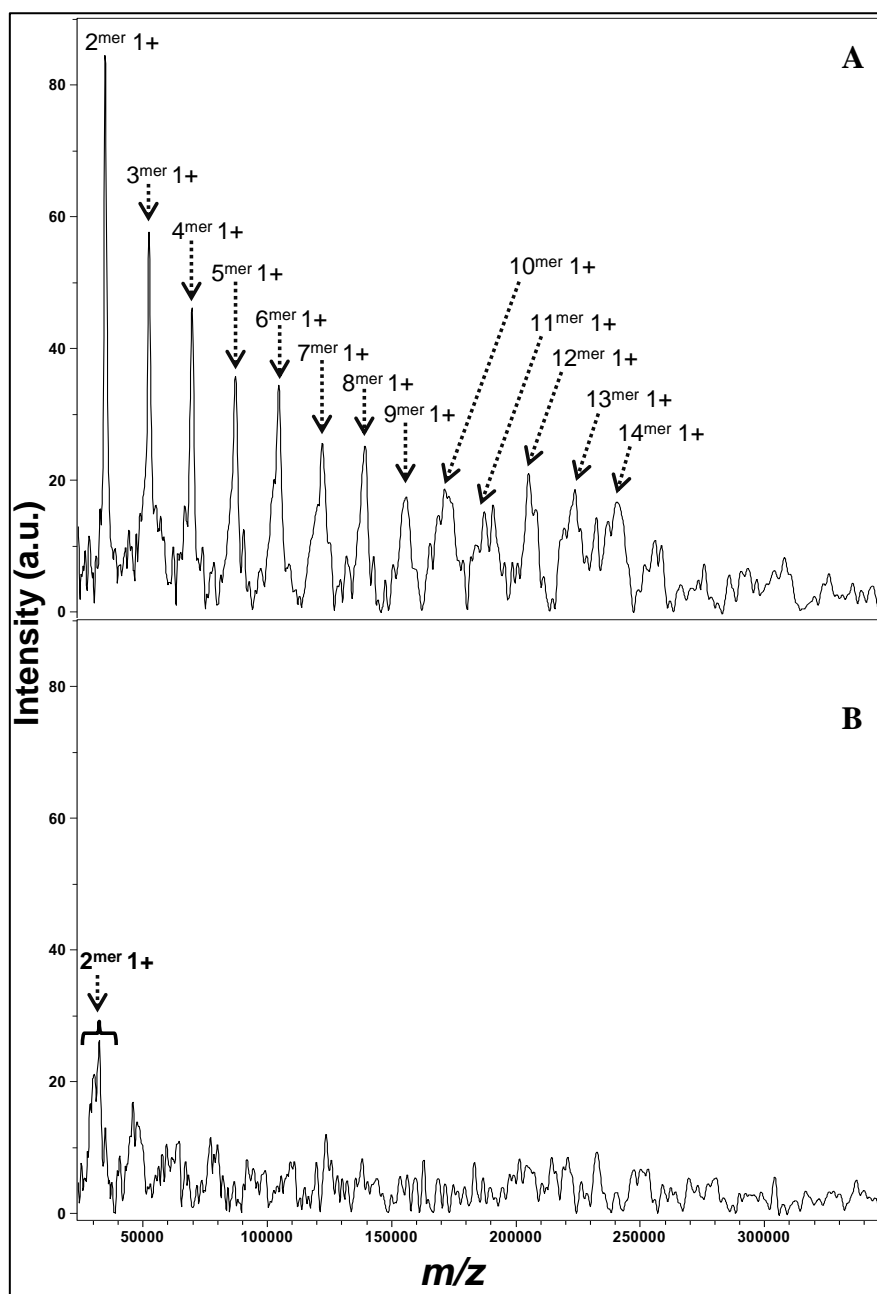 A
2mer 1+
3mer 1+
4mer 1+
5mer 1+
6mer 1+
7mer 1+
8mer 1+
9mer 1+
10mer 1+
11mer 1+
12mer 1+
13mer 1+
14mer 1+
80
60
40
20
0
Intensity (a.u.)
B
2mer 1+
80
60
40
20
0
50000 100000 150000 200000 250000 300000
m/z